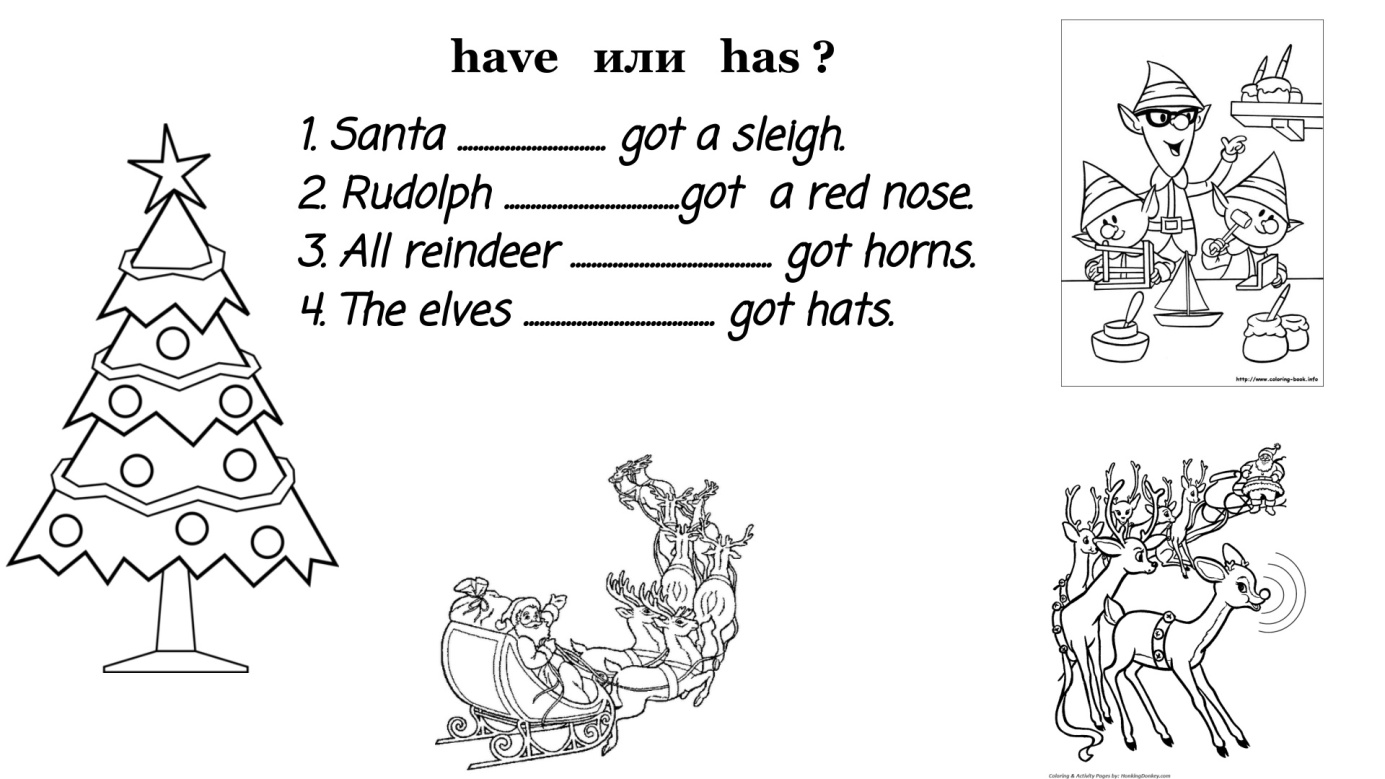 have или has ?
1. Santa ............................ got a sleigh.
2. Rudolph .................................got a red nose.
3. All reindeer ...................................... got horns.
4. The elves .................................... got hats.
http://www.coloring-book.info
Coloring & Activity Pages by: HonkingDonkey.com